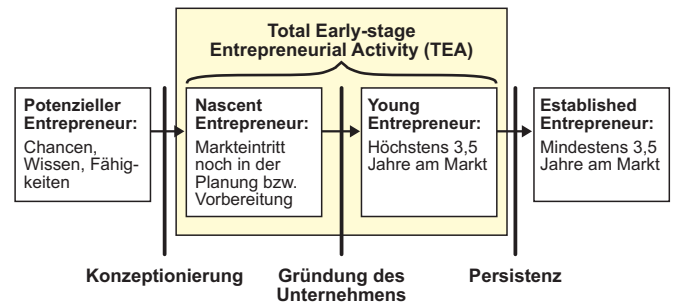 Total Early-stage
Entrepreneurial Activity (TEA)
Potenzieller
Entrepreneur:
Chancen,
Wissen, Fähig-
keiten
Nascent
Entrepreneur:
Markteintritt
noch in der
Planung bzw.
Vorbereitung
Young
Entrepreneur:
Höchstens 3,5
Jahre am Markt
Established
Entrepreneur:
Mindestens 3,5
Jahre am Markt
Konzeptionierung
Gründung des
Unternehmens
Persistenz